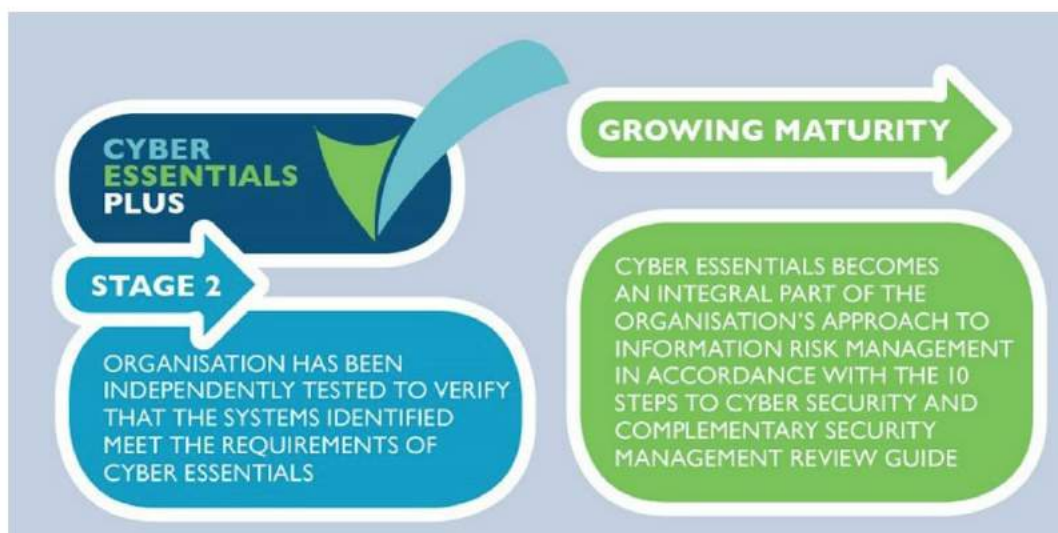 CYBER
ESSENTIALS
PLUS
STAGE 2
ORGANISATION HAS BEEN
INDEPENDENTLY TESTED TO VERIFY
THAT THE SYSTEMS IDENTIFIED
MEET THE REQUIREMENTS OF
CYBER ESSENTIALS
GROWING MATURITY
CYBER ESSENTIALS BECOMES
AN INTEGRAL PART OF THE
ORGANISATION'S APPROACH TO
INFORMATION RISK MANAGEMENT
IN ACCORDANCE WITH THE 10
STEPS TO CYBER SECURITY AND
COMPLEMENTARY SECURITY
MANAGEMENT REVIEW GUIDE